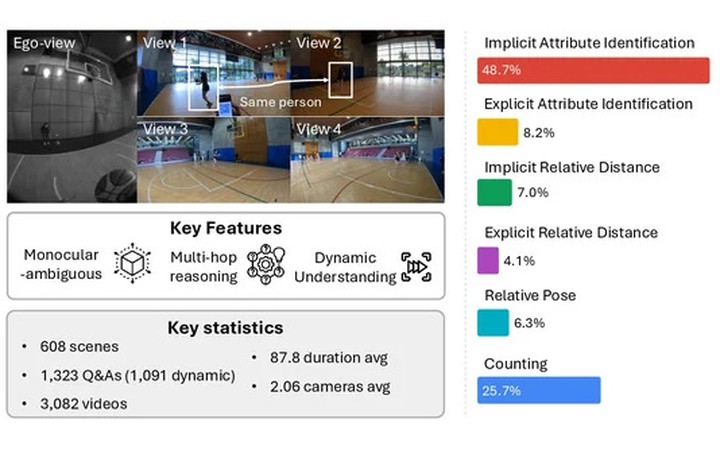 Ego-view
View 1
View 2
Same person
View 3
View 4
Key Features
Monocular
-ambiguous
Multi-hop
reasoning
Dynamic
Understanding
Key statistics
• 608 scenes
• 1,323 Q&As (1,091 dynamic)
• 3,082 videos
• 87.8 duration avg
• 2.06 cameras avg
Implicit Attribute Identification
48.7%
Explicit Attribute Identification
8.2%
Implicit Relative Distance
7.0%
Explicit Relative Distance
4.1%
Relative Pose
6.3%
Counting
25.7%